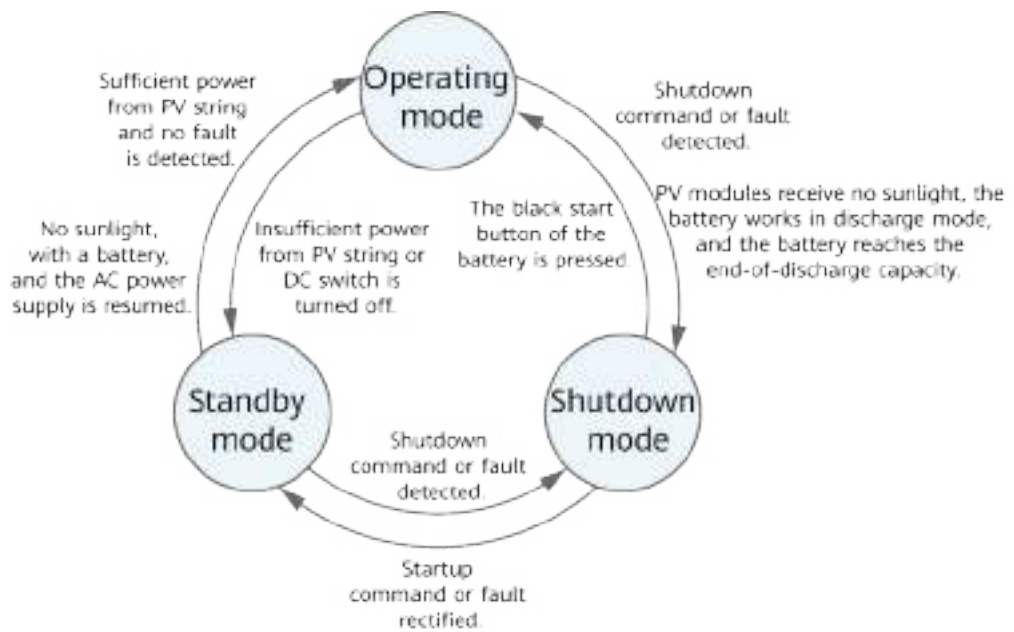 Operating
mode
Sufficient power
from PV string
and no fault
is detected.
Shutdown
command or fault
detected.
No sunlight,
with a battery,
and the AC power
supply is resumed.
Insufficient power
from PV string or
DC switch is
turned off.
The black start
button of the
battery is pressed.
PV modules receive no sunlight, the
battery works in discharge mode,
and the battery reaches the
end-of-discharge capacity.
Standby
mode
Shutdown
mode
Shutdown
command or fault
detected.
Startup
command or fault
rectified.